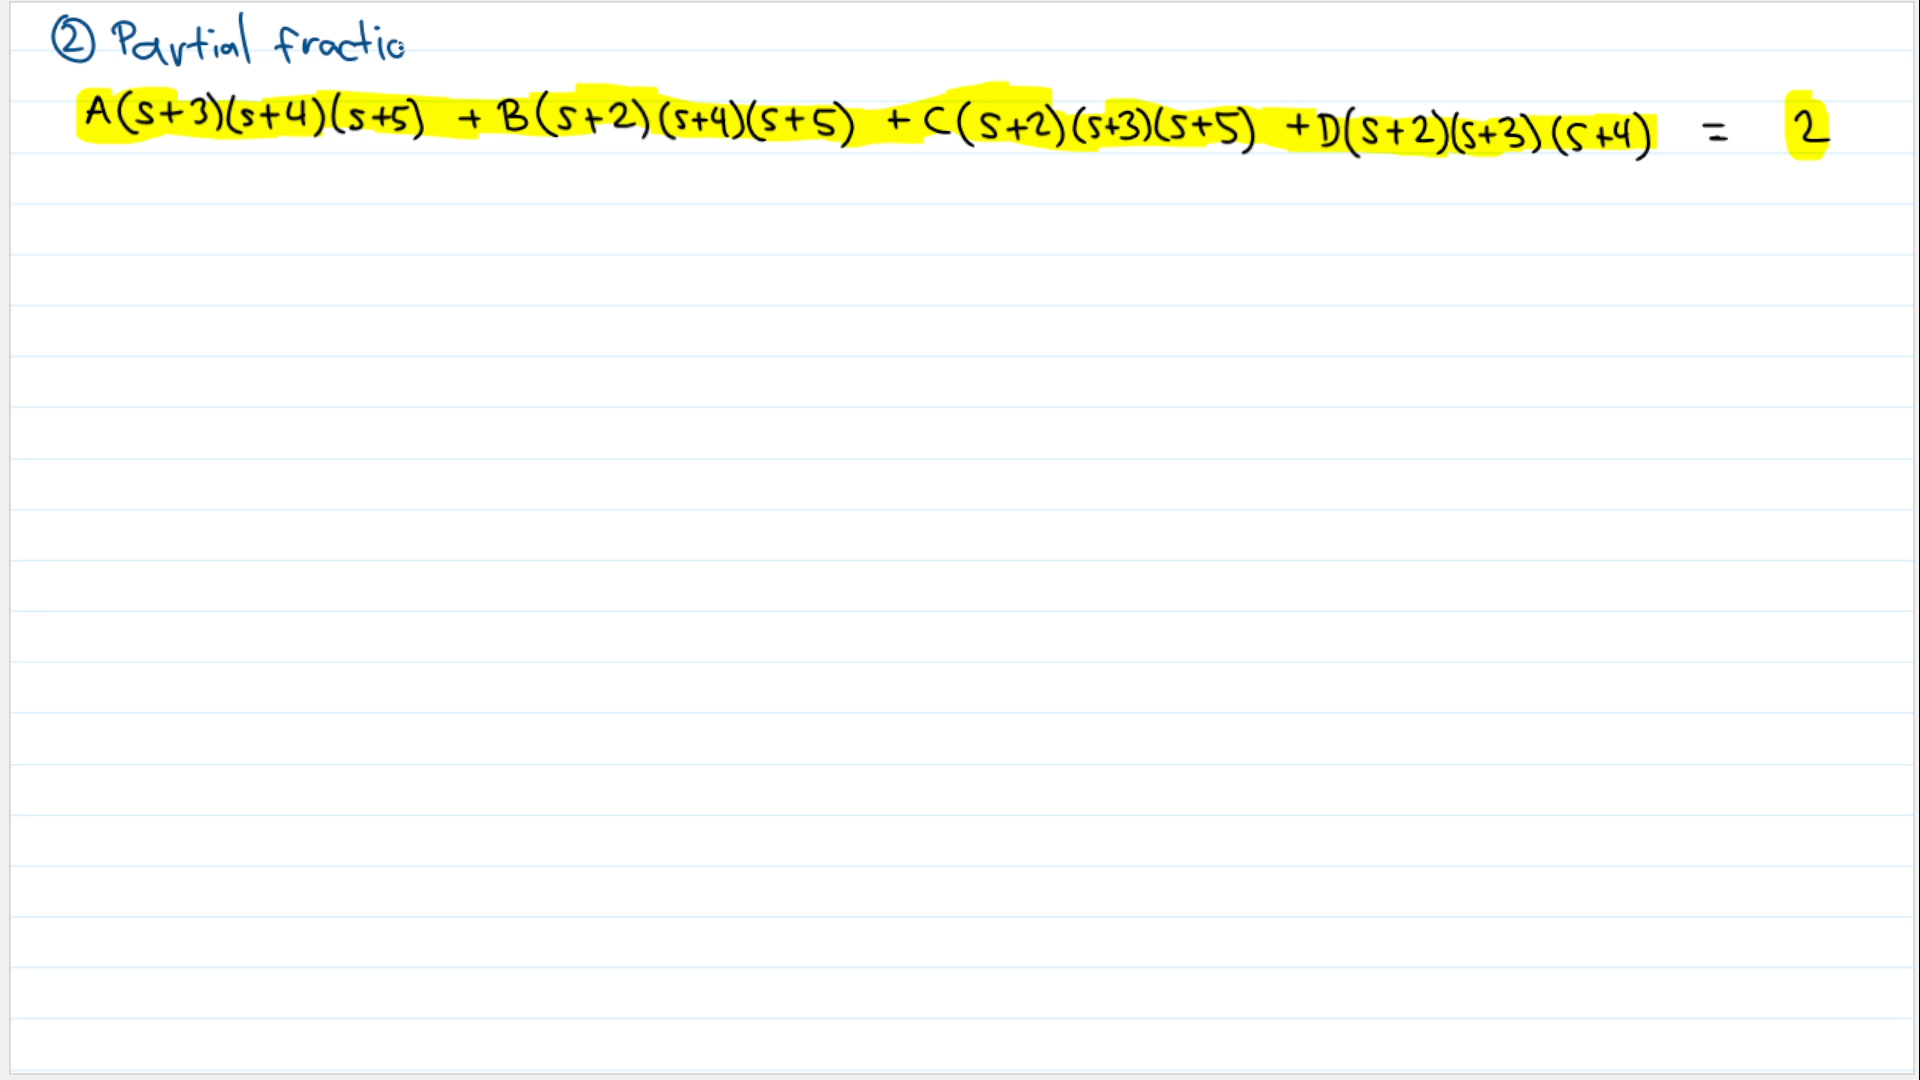 ② Partial fractio
A(s+3)(s+4)(s+5) + B(s+2)(s+4)(s+5) + C(s+2)(s+3)(s+5) + D(s+2)(s+3)(s+4) = 2